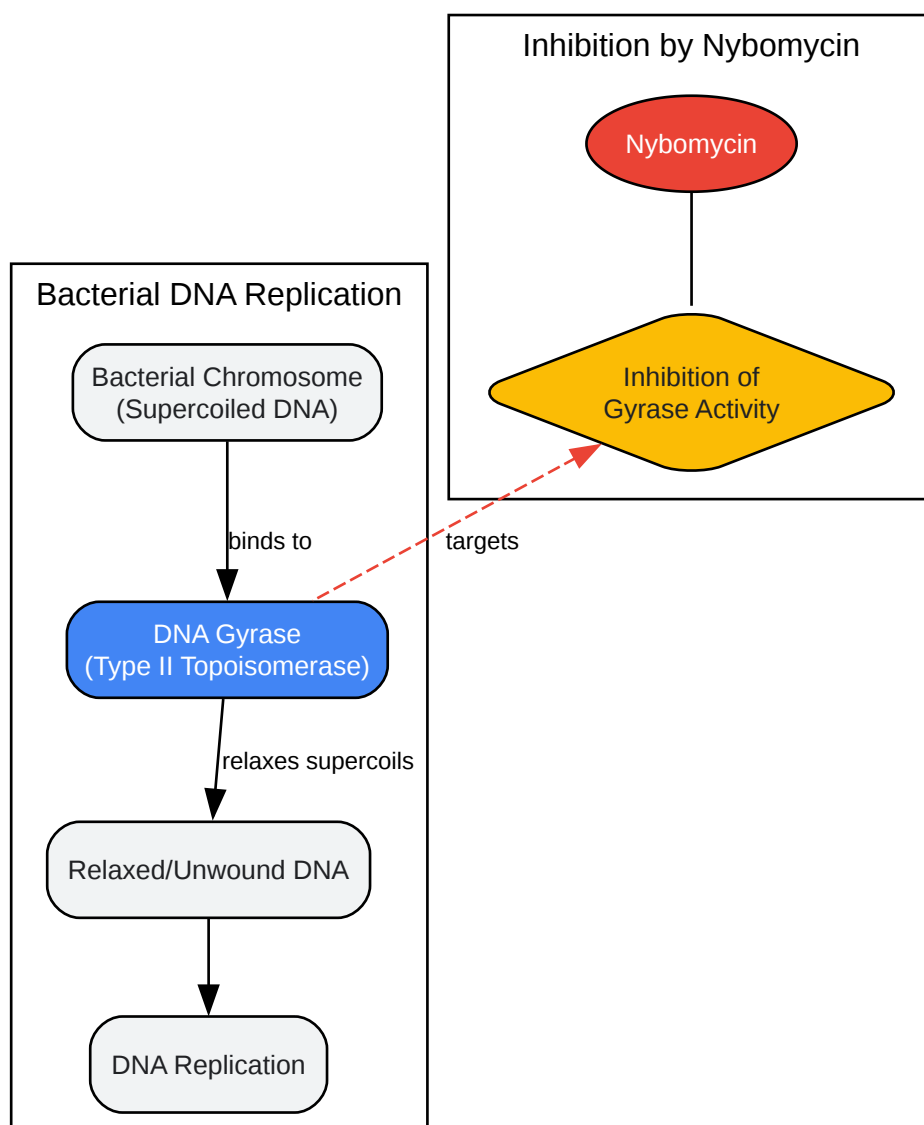 Inhibition by Nybomycin
Nybomycin
Inhibition of
Gyrase Activity
targets
Bacterial DNA Replication
Bacterial Chromosome
(Supercoiled DNA)
binds to
DNA Gyrase
(Type II Topoisomerase)
relaxes supercoils
Relaxed/Unwound DNA
DNA Replication